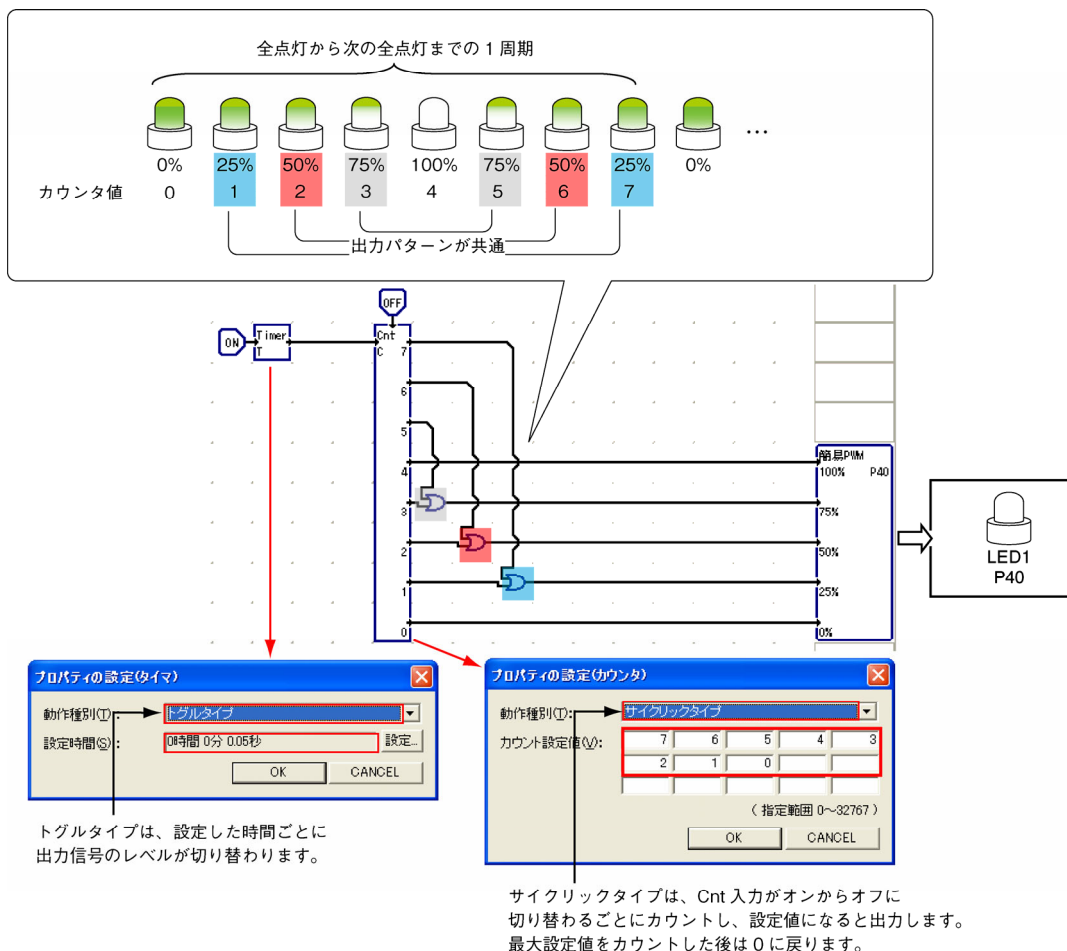 全点灯から次の全点灯までの 1 周期
0% 25% 50% 75% 100% 75% 50% 25% 0% …
カウンタ値 0 1 2 3 4 5 6 7
出力パターンが共通
OFF
ON
Timer
T
Cnt
C 7
6
5
4
3
2
1
0
簡易PWM
100% P40
75%
50%
25%
0%
LED1
P40
プロパティの設定(タイマ)
動作種別(T): トグルタイプ
設定時間(S): 0時間 0分 0.05秒 設定...
OK CANCEL
トグルタイプは、設定した時間ごとに
出力信号のレベルが切り替わります。
プロパティの設定(カウンタ)
動作種別(T): サイクリックタイプ
カウント設定値(V): 7 6 5 4 3
2 1 0
( 指定範囲 0~32767 )
OK CANCEL
サイクリックタイプは、Cnt 入力がオンからオフに
切り替わるごとにカウントし、設定値になると出力します。
最大設定値をカウントした後は 0 に戻ります。